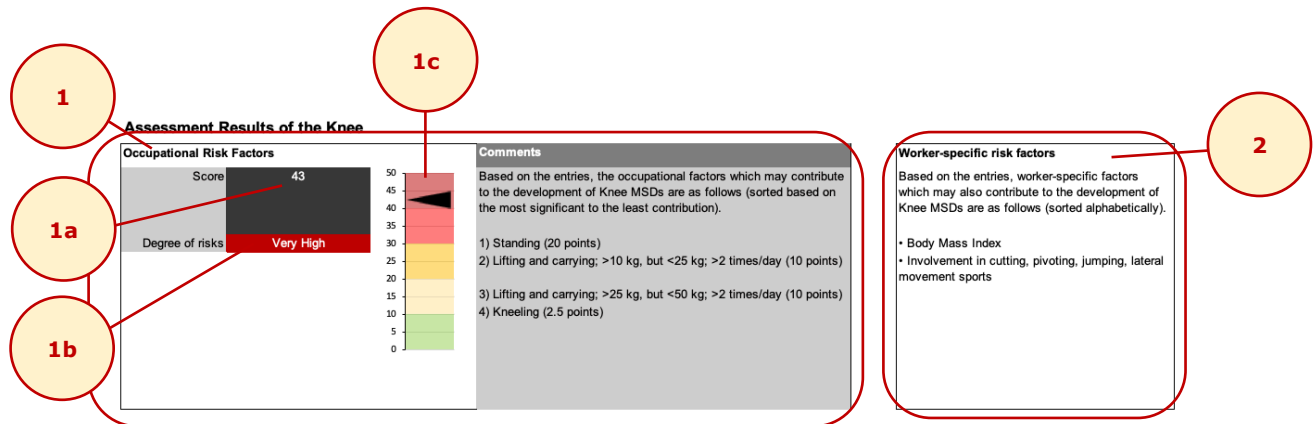 1c
1
Assessment Results of the Knee
Occupational Risk Factors
Score
43
Degree of risks
Very High
50
45
40
35
30
25
20
15
10
5
0
Comments
Based on the entries, the occupational factors which may contribute
to the development of Knee MSDs are as follows (sorted based on
the most significant to the least contribution).
1) Standing (20 points)
2) Lifting and carrying; >10 kg, but <25 kg; >2 times/day (10 points)
3) Lifting and carrying; >25 kg, but <50 kg; >2 times/day (10 points)
4) Kneeling (2.5 points)
1a
1b
2
Worker-specific risk factors
Based on the entries, worker-specific factors
which may also contribute to the development of
Knee MSDs are as follows (sorted alphabetically).
• Body Mass Index
• Involvement in cutting, pivoting, jumping, lateral
movement sports